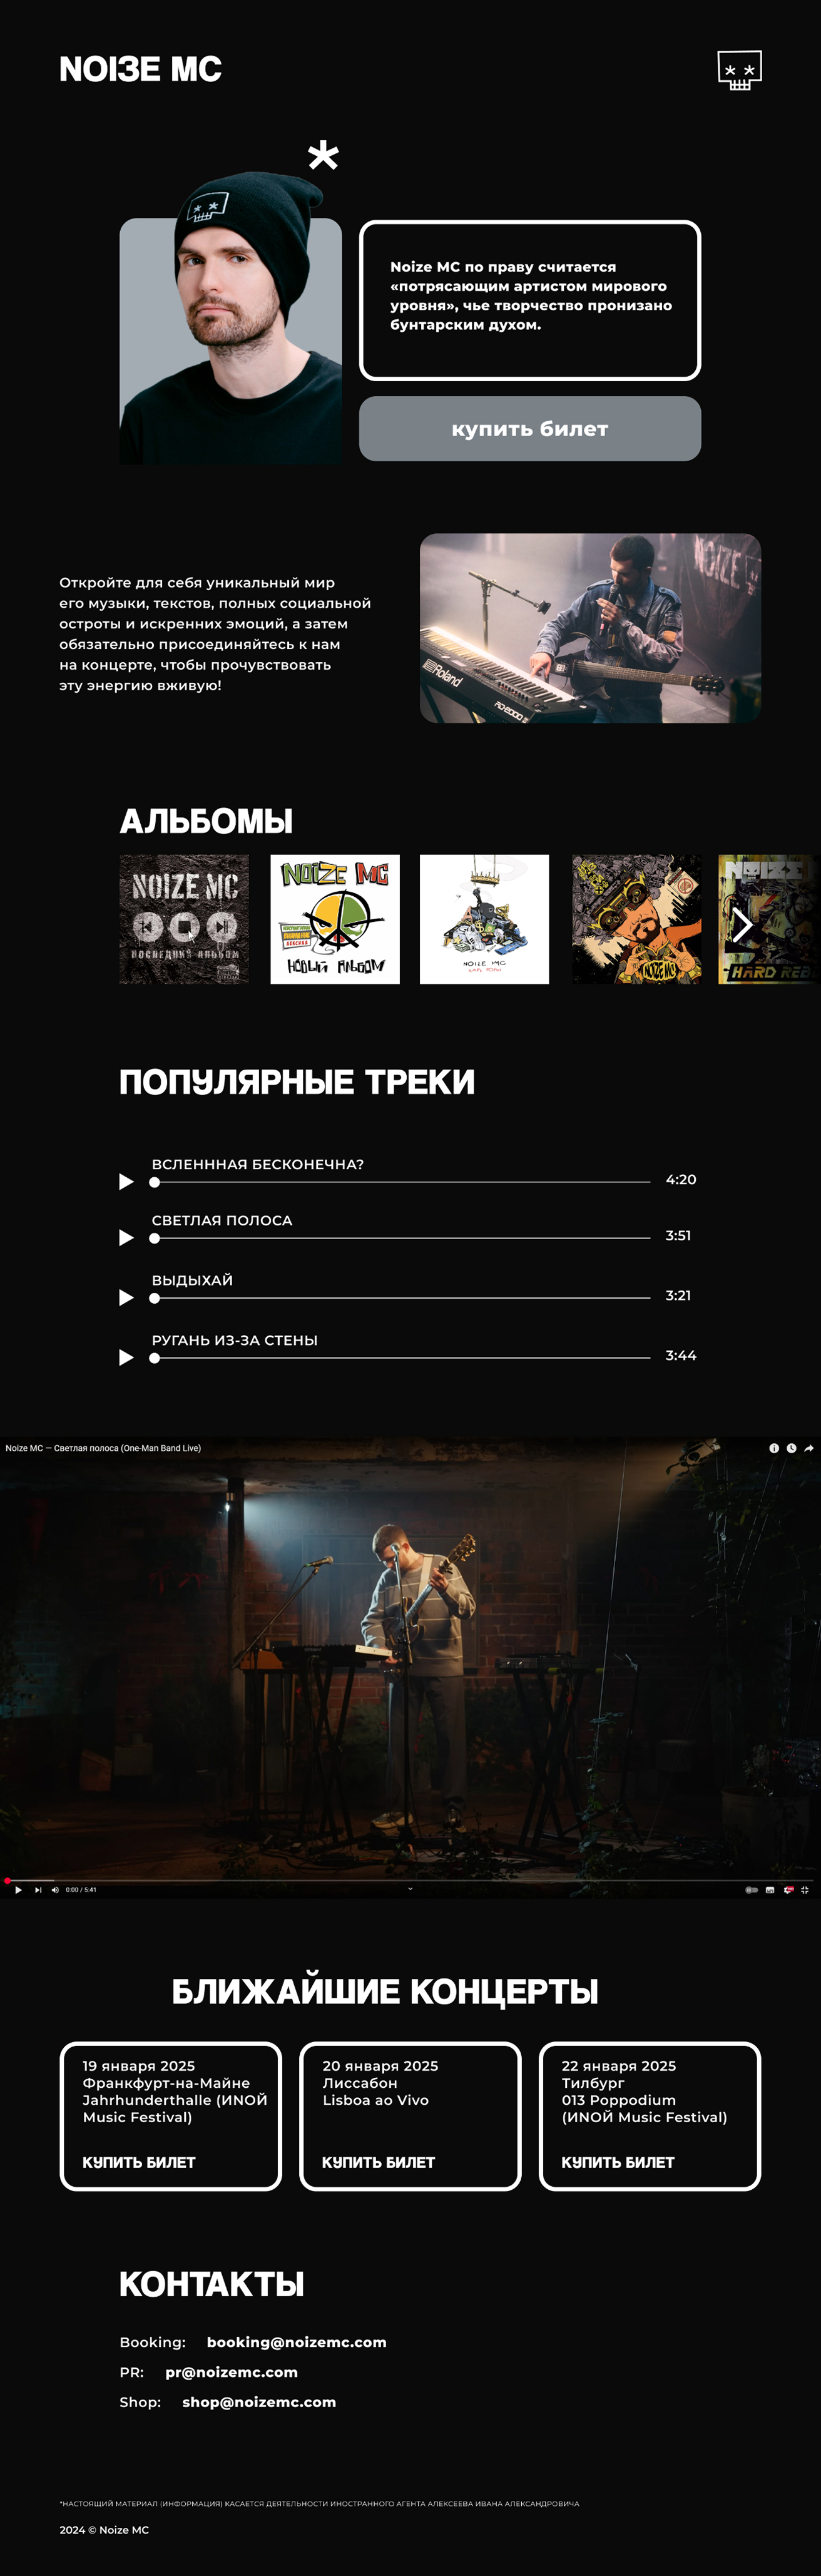 NOIЗE MC
*
Noize MC по праву считается
«потрясающим артистом мирового
уровня», чье творчество пронизано
бунтарским духом.
купить билет
Откройте для себя уникальный мир
его музыки, текстов, полных социальной
остроты и искренних эмоций, а затем
обязательно присоединяйтесь к нам
на концерте, чтобы прочувствовать
эту энергию вживую!
NOIZE MC
Roland
RD-2000
АЛЬБОМЫ
NOIZE MC
ПОСЛЕДНИЙ АЛЬБОМ
NOIZE MC
НОВЫЙ АЛЬБОМ
NOIZE MC
NOIZE MC
NOIZE
HARD REB
ПОПУЛЯРНЫЕ ТРЕКИ
ВСЛЕНННАЯ БЕСКОНЕЧНА?
4:20
СВЕТЛАЯ ПОЛОСА
3:51
ВЫДЫХАЙ
3:21
РУГАНЬ ИЗ-ЗА СТЕНЫ
3:44
Noize MC — Светлая полоса (One-Man Band Live)
0:00 / 5:41
БЛИЖАЙШИЕ КОНЦЕРТЫ
19 января 2025
Франкфурт-на-Майне
Jahrhunderthalle (ИНОЙ
Music Festival)
КУПИТЬ БИЛЕТ
20 января 2025
Лиссабон
Lisboa ao Vivo
КУПИТЬ БИЛЕТ
22 января 2025
Тилбург
013 Poppodium
(ИНОЙ Music Festival)
КУПИТЬ БИЛЕТ
КОНТАКТЫ
Booking: booking@noizemc.com
PR: pr@noizemc.com
Shop: shop@noizemc.com
*НАСТОЯЩИЙ МАТЕРИАЛ (ИНФОРМАЦИЯ) КАСАЕТСЯ ДЕЯТЕЛЬНОСТИ ИНОСТРАННОГО АГЕНТА АЛЕКСЕЕВА ИВАНА АЛЕКСАНДРОВИЧА
2024 © Noize MC